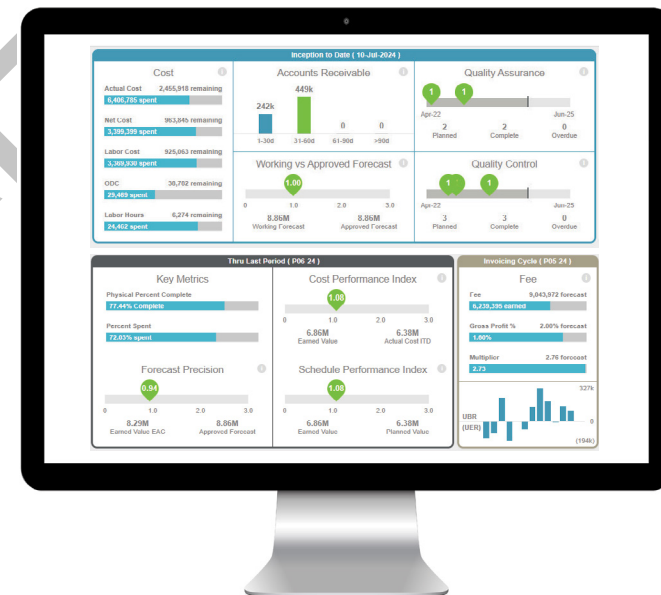 Inception to Date ( 10-Jul-2024 )
Cost
Actual Cost 2,455,918 remaining
6,406,785 spent
Net Cost 963,845 remaining
3,399,399 spent
Labor Cost 925,063 remaining
3,369,930 spent
ODC 38,782 remaining
29,469 spent
Labor Hours 6,274 remaining
24,462 spent
Accounts Receivable
242k 449k 0 0
1-30d 31-60d 61-90d >90d
Working vs Approved Forecast
1.00
0 1.0 2.0 3.0
8.86M 8.86M
Working Forecast Approved Forecast
Quality Assurance
1 1
Apr-22 Jun-25
2 2 0
Planned Complete Overdue
Quality Control
1 1
Apr-22 Jun-25
3 3 0
Planned Complete Overdue
Thru Last Period ( P06 24 )
Key Metrics
Physical Percent Complete
77.44% Complete
Percent Spent
72.03% spent
Cost Performance Index
1.08
0 1.0 2.0 3.0
6.86M 6.38M
Earned Value Actual Cost ITD
Forecast Precision
0.94
0 1.0 2.0 3.0
8.29M 8.86M
Earned Value EAC Approved Forecast
Schedule Performance Index
1.08
0 1.0 2.0 3.0
6.86M 6.38M
Earned Value Planned Value
Invoicing Cycle ( P05 24 )
Fee
Fee 9,043,972 forecast
6,239,395 earned
Gross Profit % 2.00% forecast
1.00%
Multiplier 2.76 forecast
2.73
327k
UBR 0
(UER)
(194k)